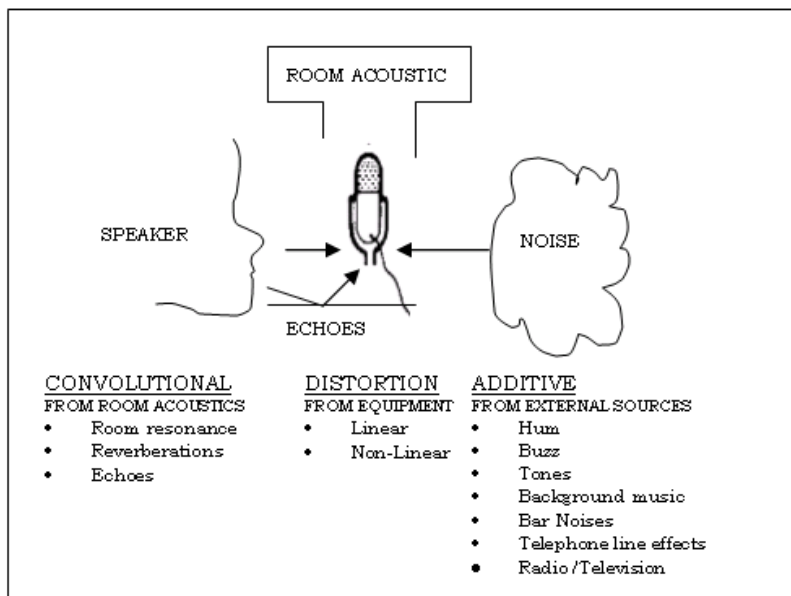 ROOM ACOUSTIC
SPEAKER
NOISE
ECHOES
CONVOLUTIONAL
FROM ROOM ACOUSTICS
• Room resonance
• Reverberations
• Echoes
DISTORTION
FROM EQUIPMENT
• Linear
• Non-Linear
ADDITIVE
FROM EXTERNAL SOURCES
• Hum
• Buzz
• Tones
• Background music
• Bar Noises
• Telephone line effects
• Radio/Television